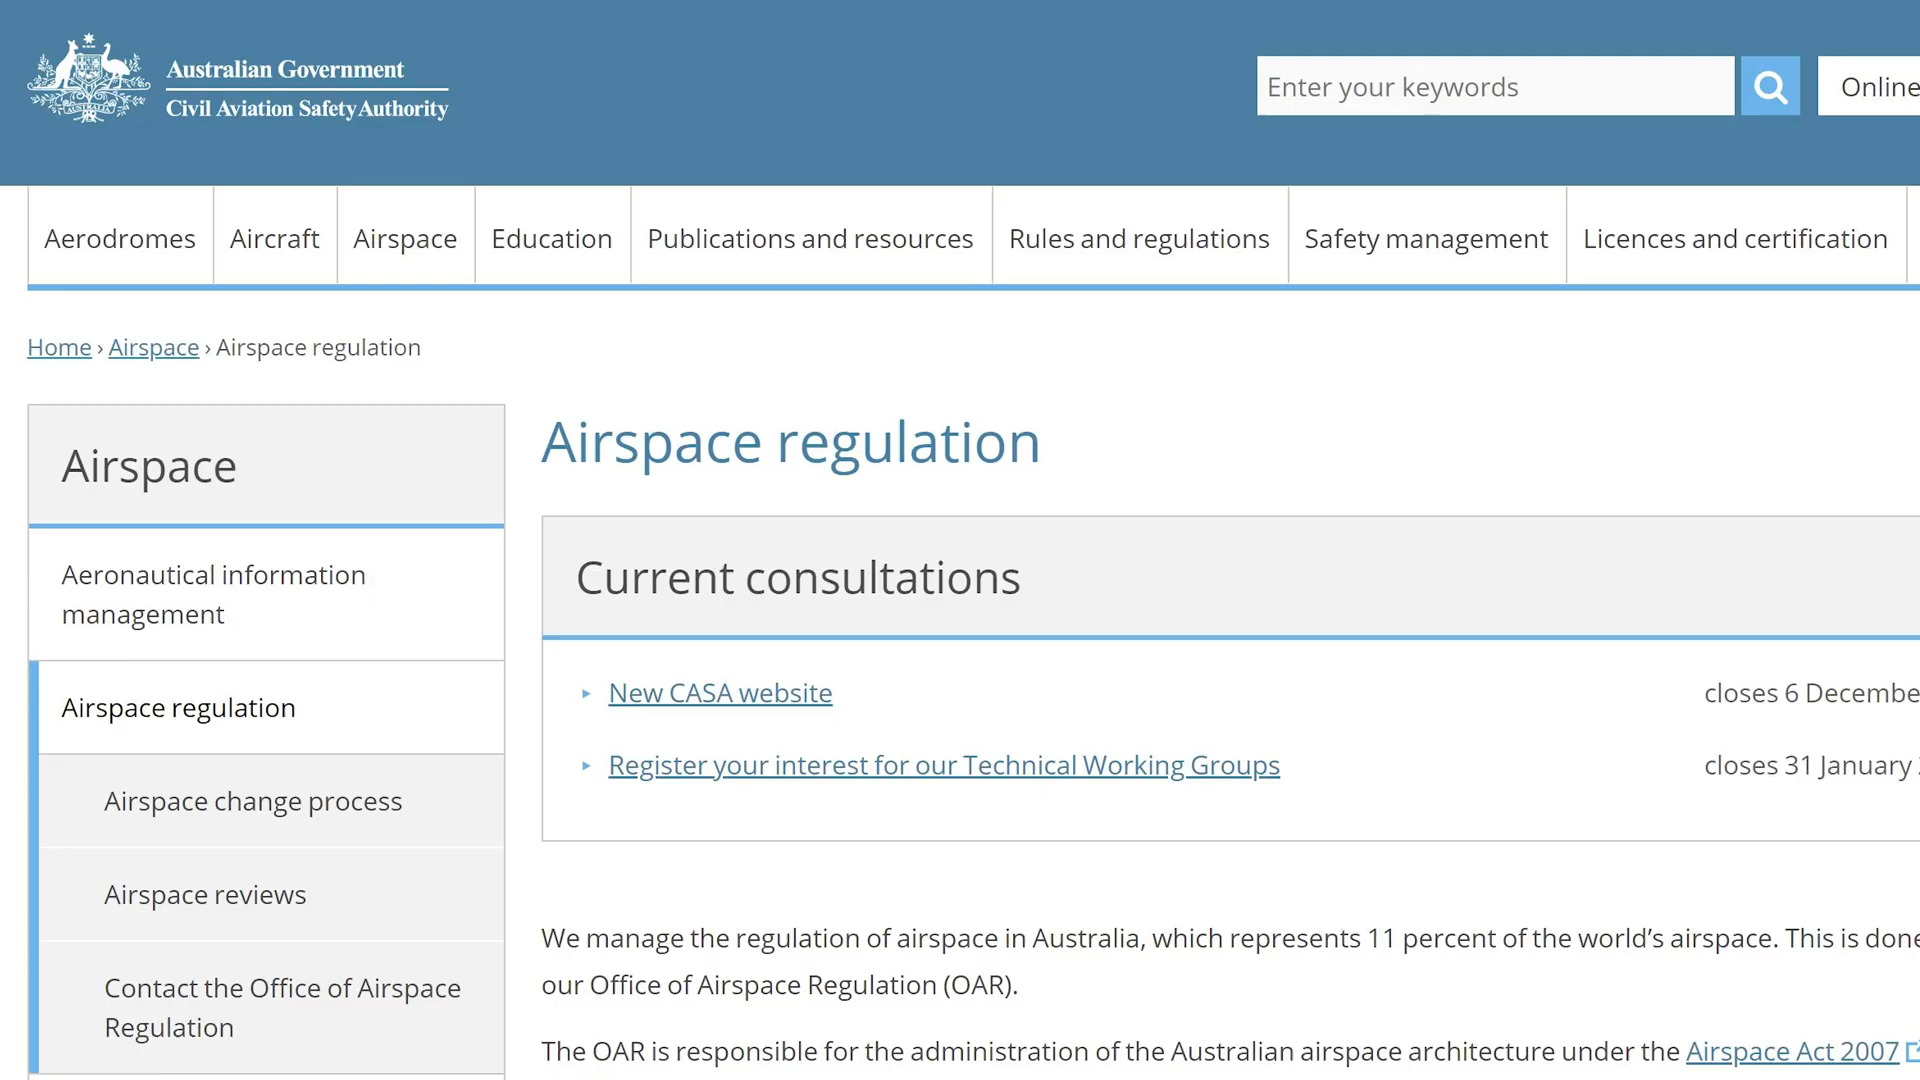 Australian Government
Civil Aviation Safety Authority
AUSTRALIA
Enter your keywords
Online
Aerodromes
Aircraft
Airspace
Education
Publications and resources
Rules and regulations
Safety management
Licences and certification
Home › Airspace › Airspace regulation
Airspace
Aeronautical information
management
Airspace regulation
Airspace change process
Airspace reviews
Contact the Office of Airspace
Regulation
Airspace regulation
Current consultations
New CASA website
closes 6 Decembe
Register your interest for our Technical Working Groups
closes 31 January
We manage the regulation of airspace in Australia, which represents 11 percent of the world’s airspace. This is done
our Office of Airspace Regulation (OAR).
The OAR is responsible for the administration of the Australian airspace architecture under the Airspace Act 2007